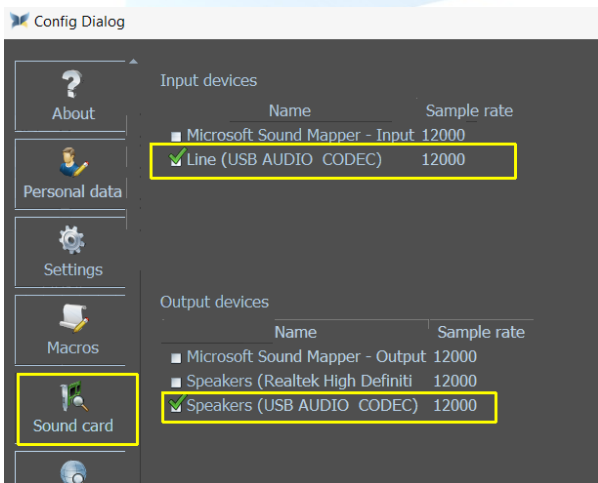 Config Dialog
About
Personal data
Settings
Macros
Sound card
Input devices
Name Sample rate
Microsoft Sound Mapper - Input 12000
Line (USB AUDIO  CODEC) 12000
Output devices
Name Sample rate
Microsoft Sound Mapper - Output 12000
Speakers (Realtek High Definiti 12000
Speakers (USB AUDIO  CODEC) 12000